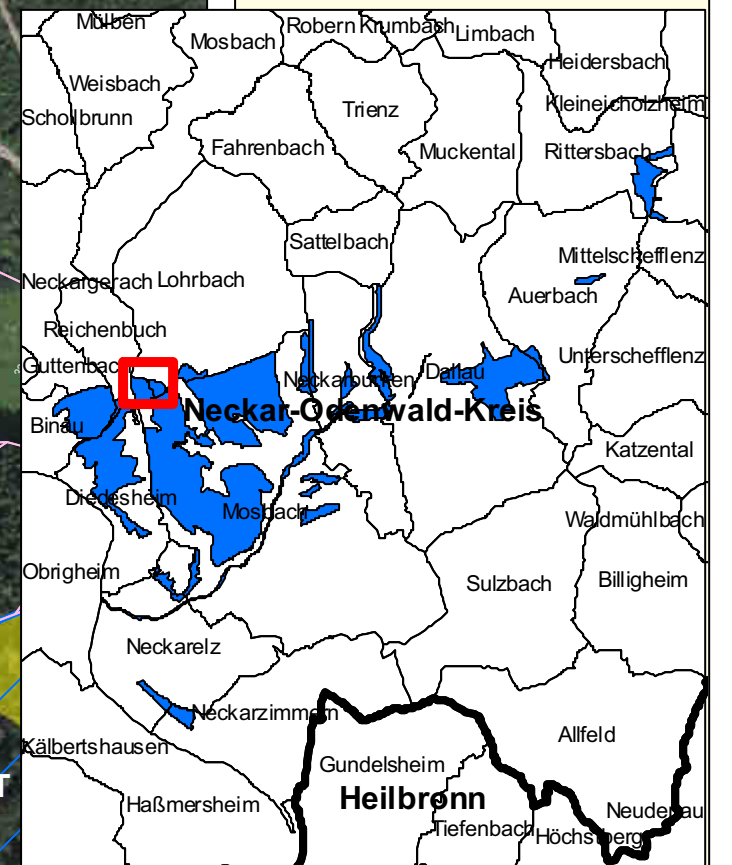 Mülben
Mosbach
Robern
Krumbach
Limbach
Heidersbach
Weisbach
Trienz
Kleineicholzheim
Schollbrunn
Fahrenbach
Muckental
Rittersbach
Sattelbach
Mittelschefflenz
Neckargerach
Lohrbach
Auerbach
Reichenbuch
Guttenbach
Neckarburken
Dallau
Unterschefflenz
Neckar-Odenwald-Kreis
Binau
Katzental
Diedesheim
Mosbach
Waldmühlbach
Obrigheim
Sulzbach
Billigheim
Neckarelz
Neckarzimmern
Allfeld
Kälbertshausen
Gundelsheim
Heilbronn
Haßmersheim
Neudenau
Tiefenbach
Höchstberg
T